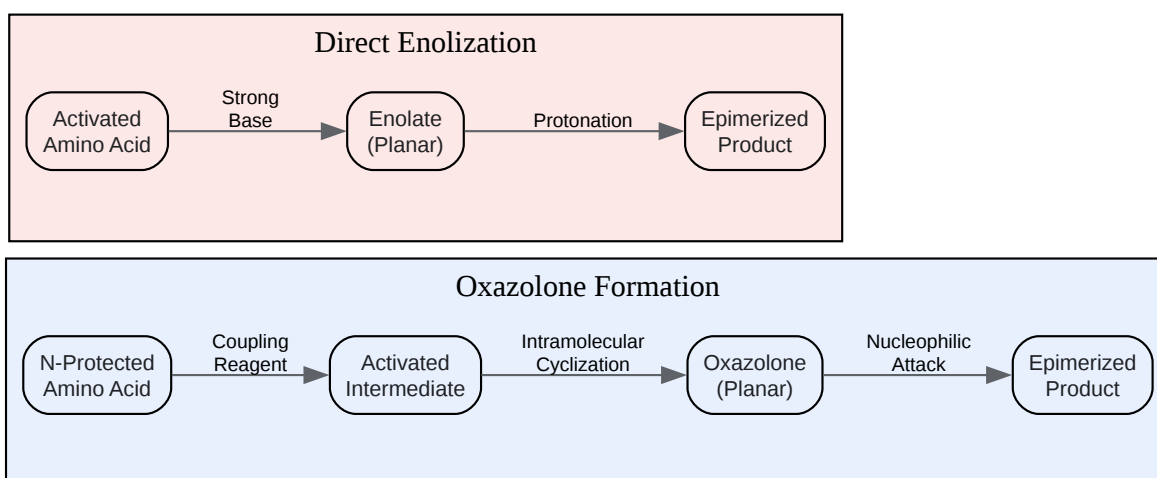 Direct Enolization
Activated
Amino Acid
Strong
Base
Enolate
(Planar)
Protonation
Epimerized
Product
Oxazolone Formation
N-Protected
Amino Acid
Coupling
Reagent
Activated
Intermediate
Intramolecular
Cyclization
Oxazolone
(Planar)
Nucleophilic
Attack
Epimerized
Product